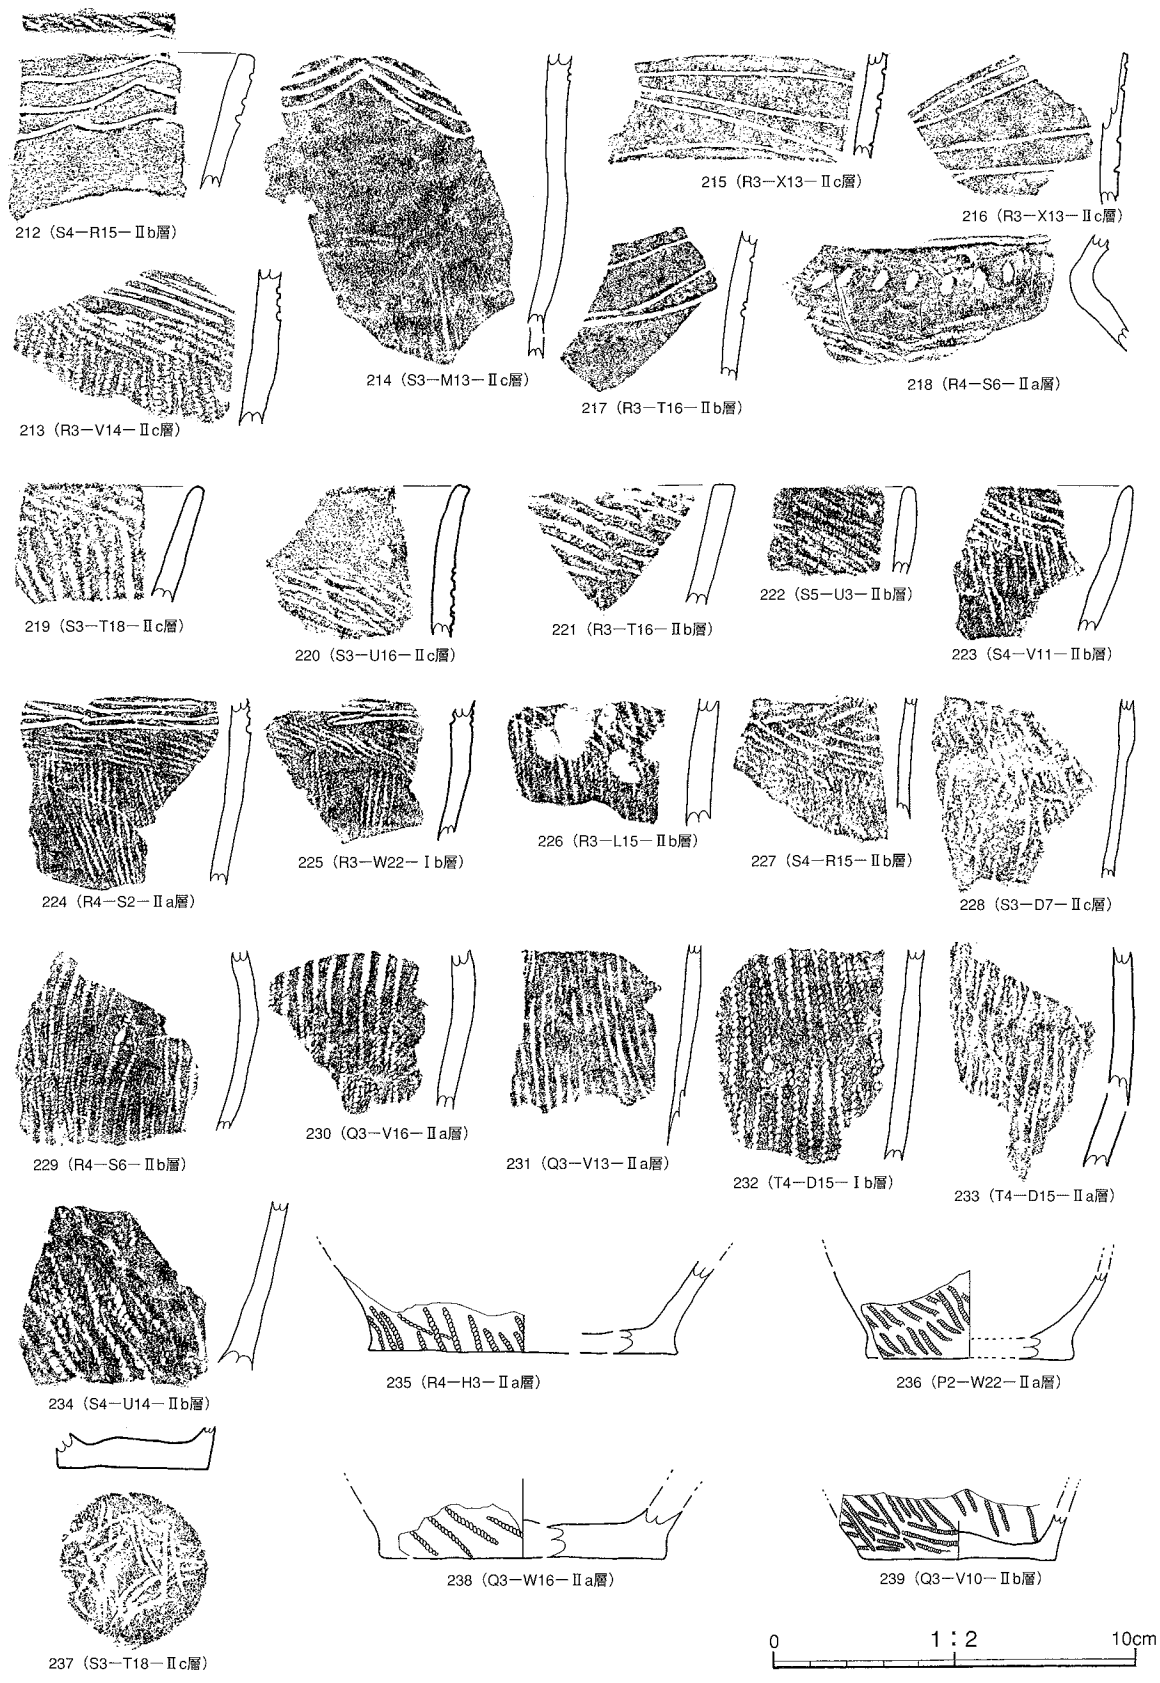 212（S4－R15－Ⅱb層）
213（R3－V14－Ⅱc層）
214（S3－M13－Ⅱc層）
215（R3－X13－Ⅱc層）
216（R3－X13－Ⅱc層）
217（R3－T16－Ⅱb層）
218（R4－S6－Ⅱa層）
219（S3－T18－Ⅱc層）
220（S3－U16－Ⅱc層）
221（R3－T16－Ⅱb層）
222（S5－U3－Ⅱb層）
223（S4－V11－Ⅱb層）
224（R4－S2－Ⅱa層）
225（R3－W22－Ⅰb層）
226（R3－L15－Ⅱb層）
227（S4－R15－Ⅱb層）
228（S3－D7－Ⅱc層）
229（R4－S6－Ⅱb層）
230（Q3－V16－Ⅱa層）
231（Q3－V13－Ⅱa層）
232（T4－D15－Ⅰb層）
233（T4－D15－Ⅱa層）
234（S4－U14－Ⅱb層）
235（R4－H3－Ⅱa層）
236（P2－W22－Ⅱa層）
237（S3－T18－Ⅱc層）
238（Q3－W16－Ⅱa層）
239（Q3－V10－Ⅱb層）
0 1：2 10cm